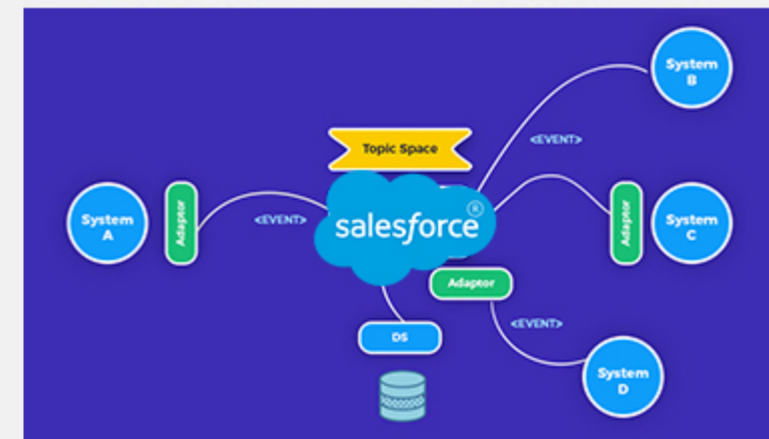 System
B
<EVENT>
Topic Space
System
A
Adaptor
<EVENT>
salesforce®
Adaptor
System
C
Adaptor
<EVENT>
DS
System
D